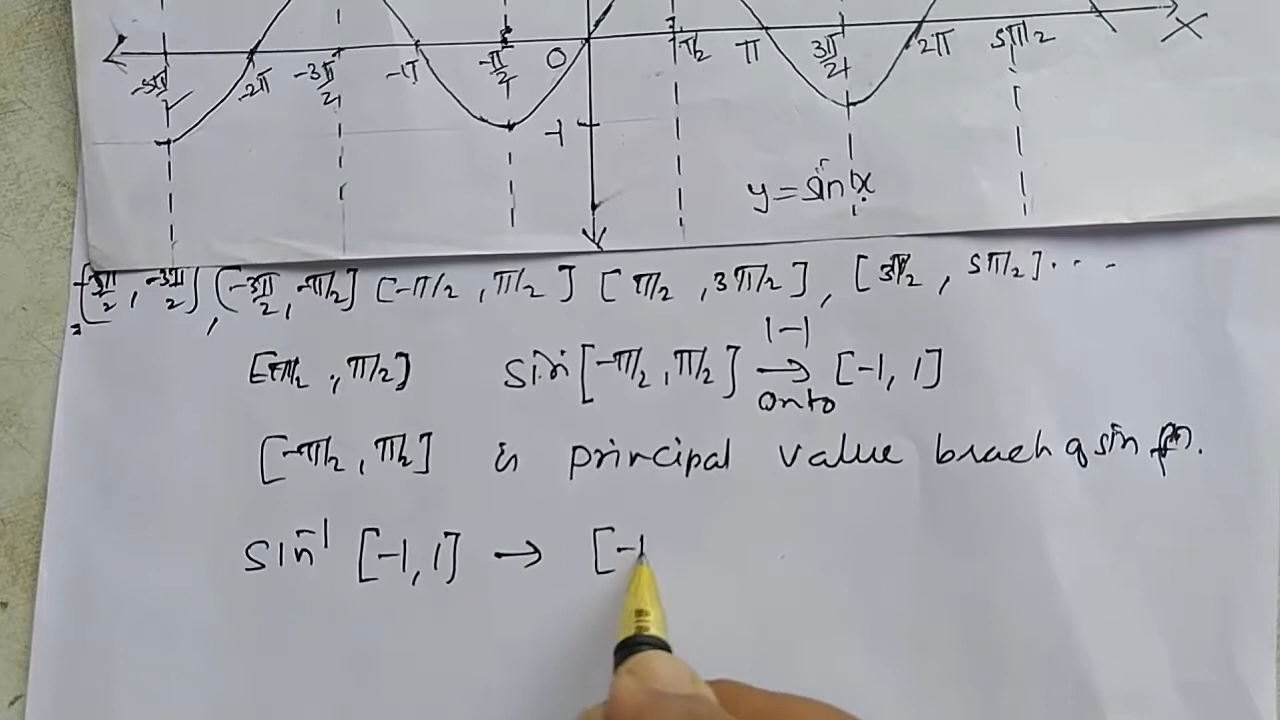 -5π/2 -2π -3π/2 -π -π/2 0 π/2 π 3π/2 2π 5π/2 X
-1
y = sin x
[-5π/2, -3π/2], [-3π/2, -π/2] [-π/2, π/2] [π/2, 3π/2], [3π/2, 5π/2]...
[-π/2, π/2] sin [-π/2, π/2] 1-1 → onto [-1, 1]
[-π/2, π/2] is principal value brach of sin fn.
sin⁻¹ [-1, 1] → [-1